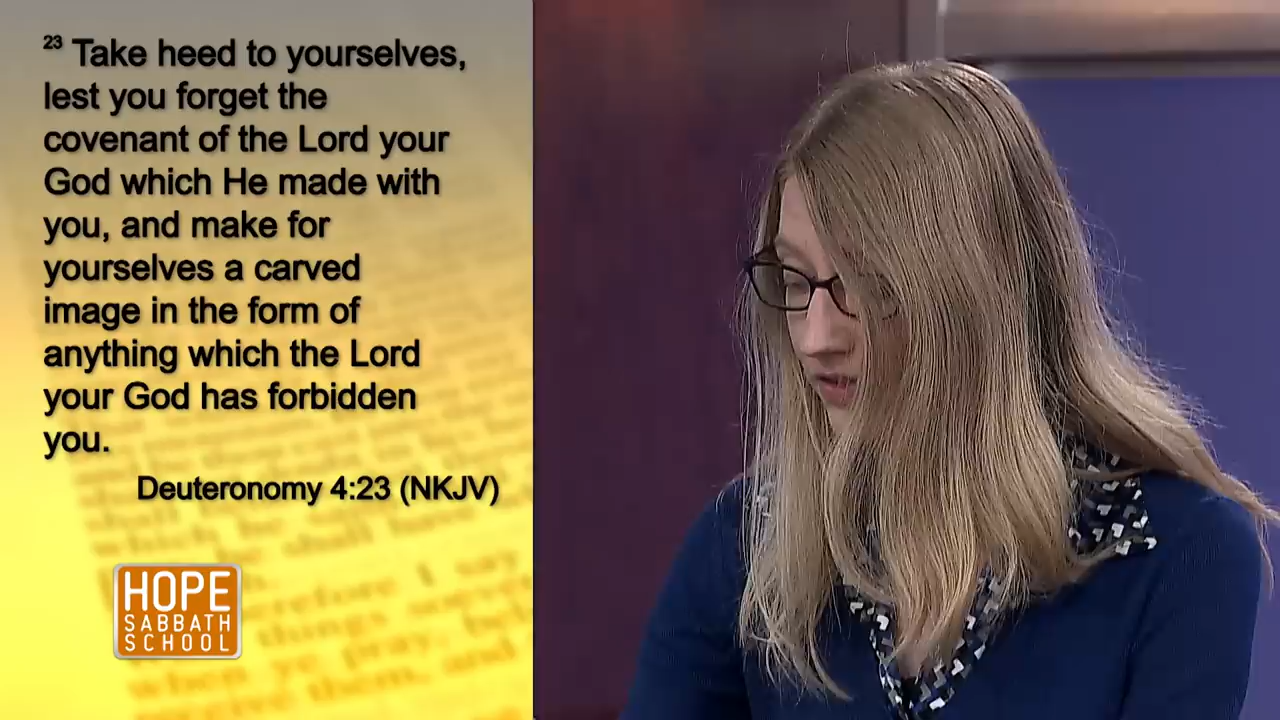 23 Take heed to yourselves,
lest you forget the
covenant of the Lord your
God which He made with
you, and make for
yourselves a carved
image in the form of
anything which the Lord
your God has forbidden
you.
Deuteronomy 4:23 (NKJV)
HOPE
SABBATH
SCHOOL
erefore I say